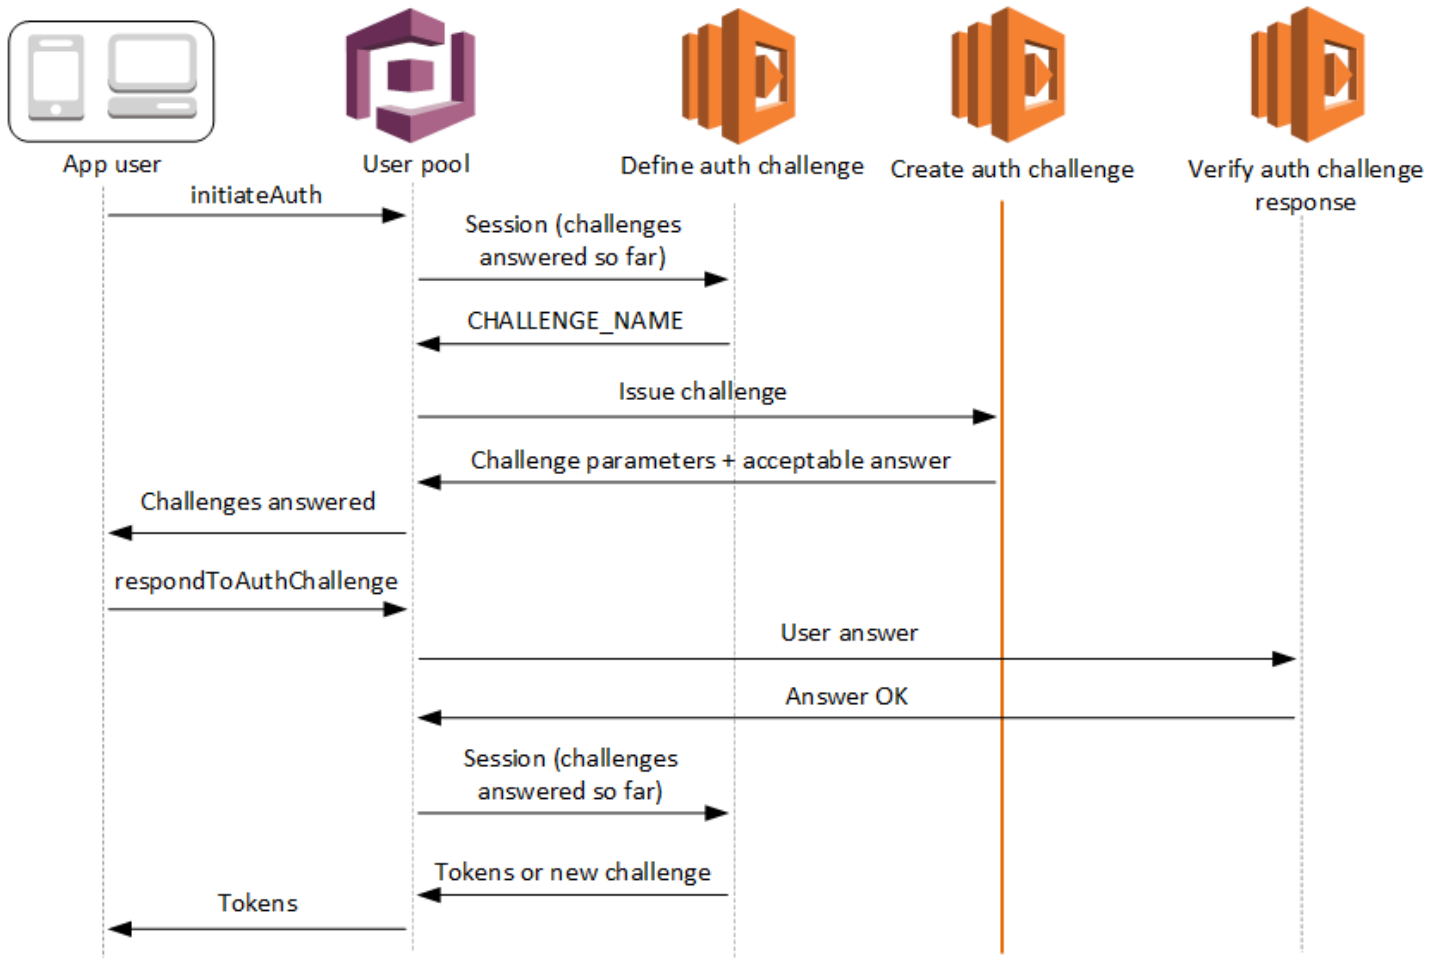 App user
User pool
Define auth challenge
Create auth challenge
Verify auth challenge
response
initiateAuth
Session (challenges
answered so far)
CHALLENGE_NAME
Issue challenge
Challenge parameters + acceptable answer
Challenges answered
respondToAuthChallenge
User answer
Answer OK
Session (challenges
answered so far)
Tokens or new challenge
Tokens